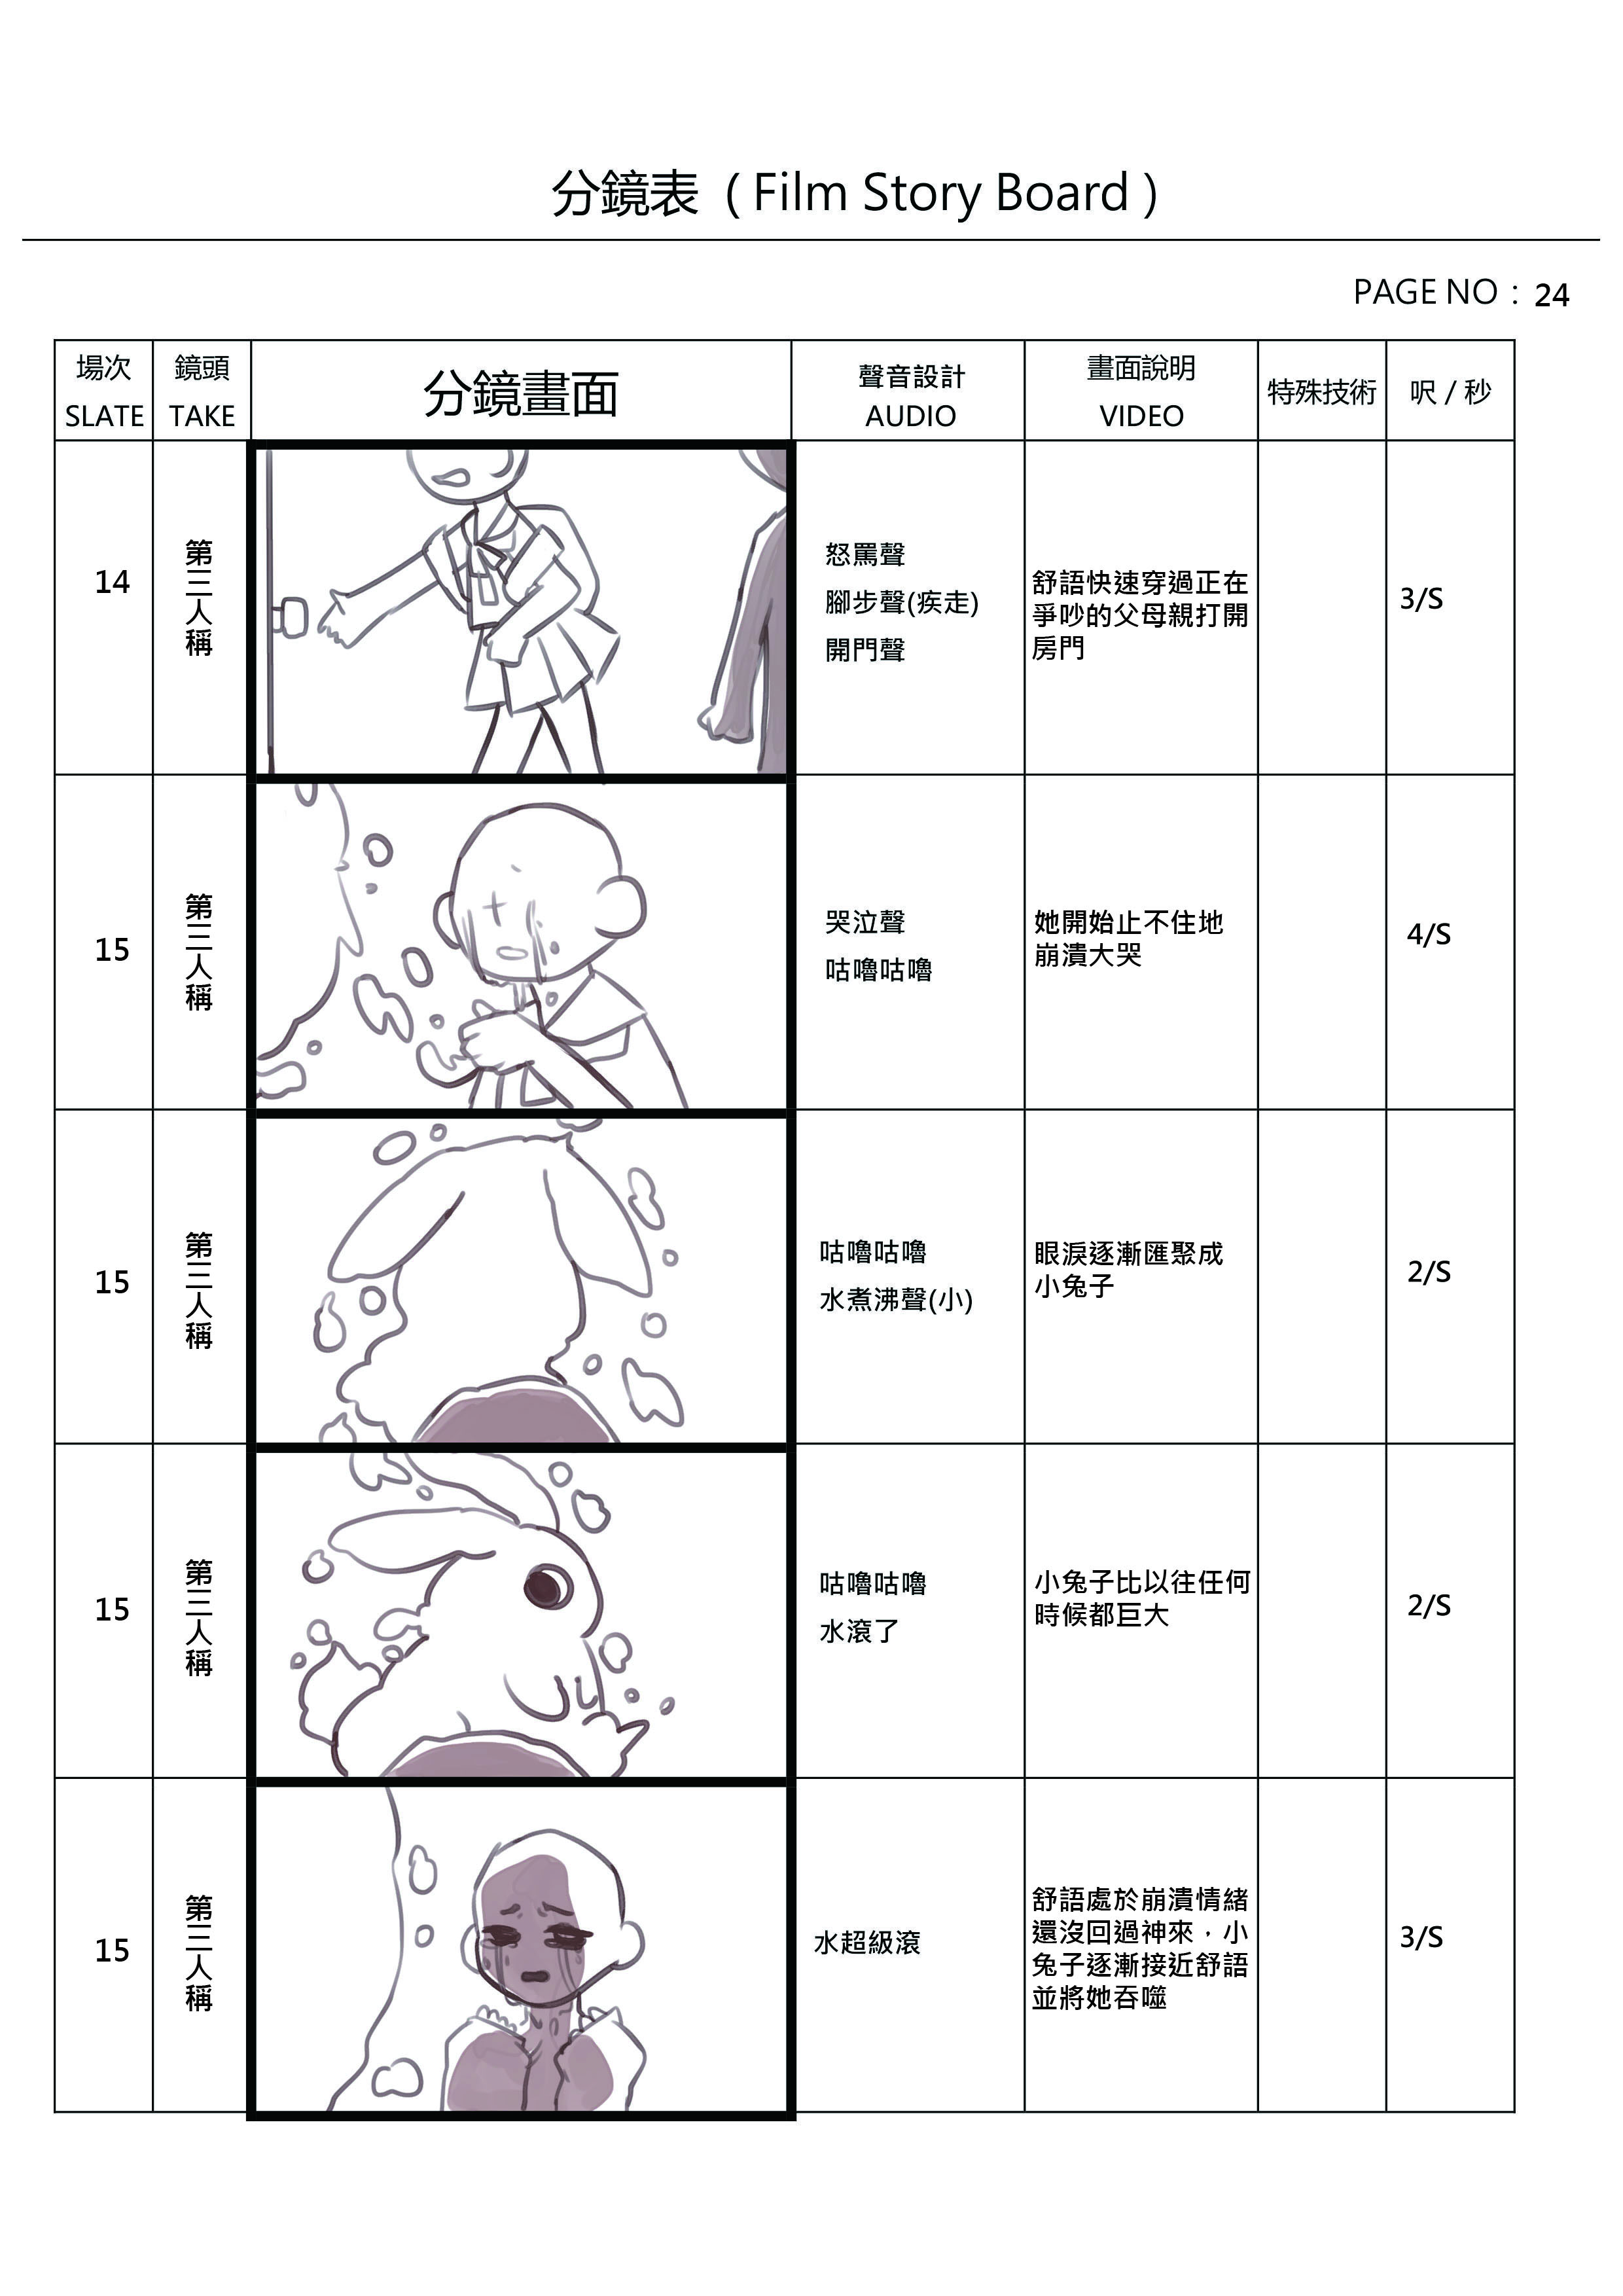 分鏡表 ( Film Story Board )
PAGE NO : 24
場次
SLATE
鏡頭
TAKE
分鏡畫面
聲音設計
AUDIO
畫面說明
VIDEO
特殊技術
呎 / 秒
14
第三人稱
怒罵聲
腳步聲(疾走)
開門聲
舒語快速穿過正在
爭吵的父母親打開
房門
3/S
15
第三人稱
哭泣聲
咕嚕咕嚕
她開始止不住地
崩潰大哭
4/S
15
第三人稱
咕嚕咕嚕
水煮沸聲(小)
眼淚逐漸匯聚成
小兔子
2/S
15
第三人稱
咕嚕咕嚕
水滾了
小兔子比以往任何
時候都巨大
2/S
15
第三人稱
水超級滾
舒語處於崩潰情緒
還沒回過神來，小
兔子逐漸接近舒語
並將她吞噬
3/S